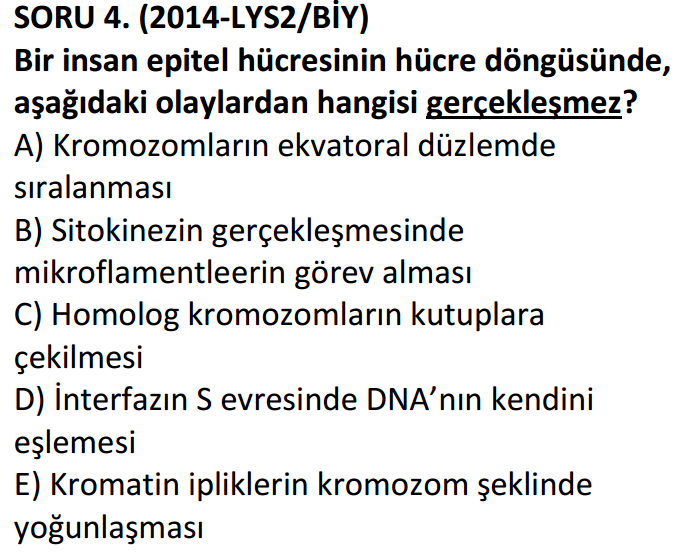 SORU 4. (2014-LYS2/BİY)
Bir insan epitel hücresinin hücre döngüsünde,
aşağıdaki olaylardan hangisi gerçekleşmez?
A) Kromozomların ekvatoral düzlemde
sıralanması
B) Sitokinezin gerçekleşmesinde
mikroflamentleerin görev alması
C) Homolog kromozomların kutuplara
çekilmesi
D) İnterfazın S evresinde DNA’nın kendini
eşlemesi
E) Kromatin ipliklerin kromozom şeklinde
yoğunlaşması